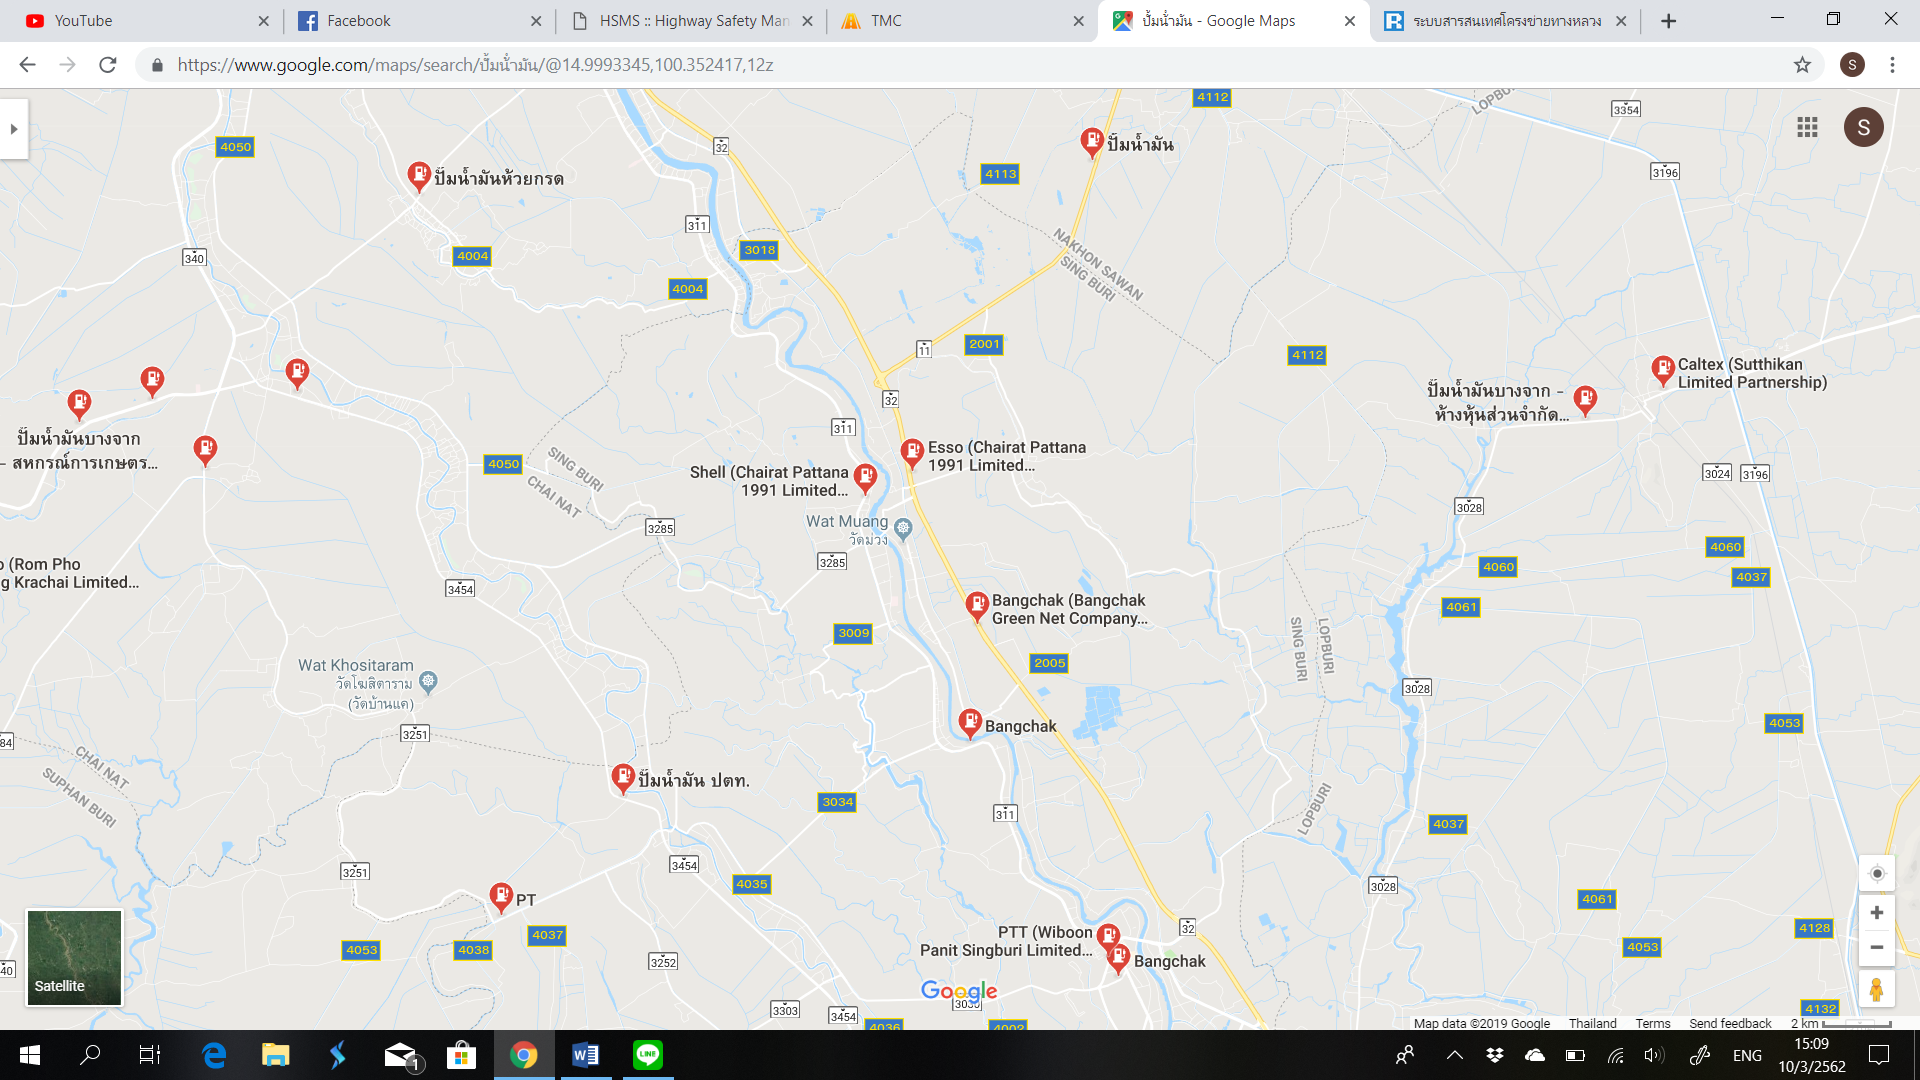 YouTube
Facebook
HSMS :: Highway Safety Man
TMC
ปั้มน้ำมัน - Google Maps
ระบบสารสนเทศโครงข่ายทางหลวง
https://www.google.com/maps/search/ปั้มน้ำมัน/@14.9993345,100.352417,12z
S
S
4112
LOPBURI
3354
4050
32
ปั๊มน้ำมัน
4113
3196
ปั๊มน้ำมันห้วยกรด
311
340
4004
3018
NAKHON SAWAN
SING BURI
4004
11
2001
4112
Caltex (Sutthikan
Limited Partnership)
ปั๊มน้ำมันบางจาก -
ห้างหุ้นส่วนจำกัด...
32
311
ปั๊มน้ำมันบางจาก
- สหกรณ์การเกษตร...
Esso (Chairat Pattana
1991 Limited...
Shell (Chairat Pattana
1991 Limited...
4050
SING BURI
CHAI NAT
3024
3196
3028
3285
Wat Muang
วัดม่วง
3285
4060
4060
4037
(Rom Pho
g Krachai Limited...
3454
Bangchak (Bangchak
Green Net Company...
4061
3009
SING BURI
LOPBURI
2005
Wat Khositaram
วัดโฆสิตาราม
(วัดบ้านแค)
3028
3251
84
Bangchak
4053
CHAI NAT
SUPHAN BURI
ปั๊มน้ำมัน ปตท.
3034
311
LOPBURI
4037
3454
3251
4035
3028
PT
4061
4037
4053
4038
PTT (Wiboon
Panit Singburi Limited...
32
4128
4053
Bangchak
3252
40
Satellite
Google
3303
3454
4132
4036
4002
Map data ©2019 Google
Thailand
Terms
Send feedback
2 km
1
ENG
15:09
10/3/2562